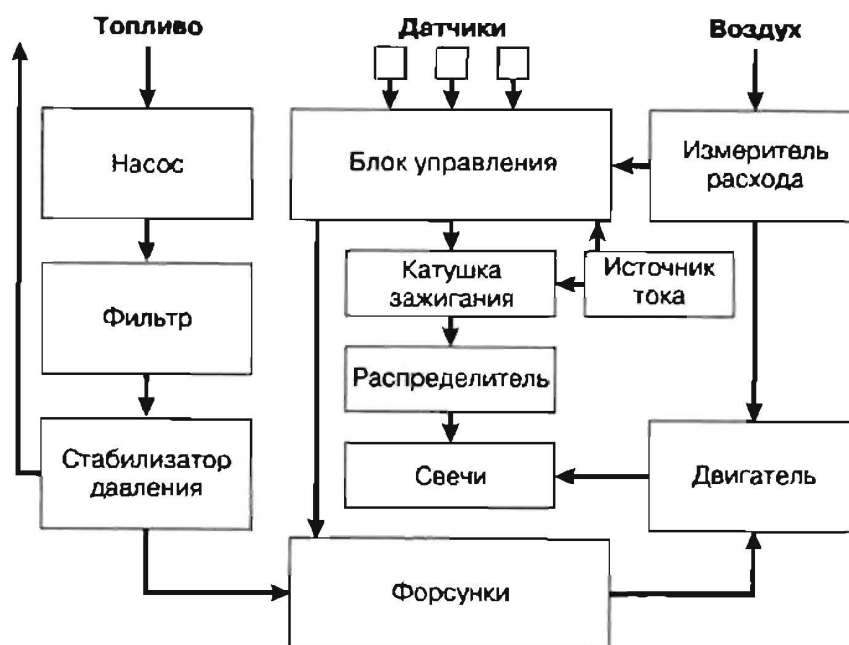 Топливо
Датчики
Воздух
Насос
Блок управления
Измеритель
расхода
Фильтр
Катушка
зажигания
Источник
тока
Распределитель
Стабилизатор
давления
Свечи
Двигатель
Форсунки